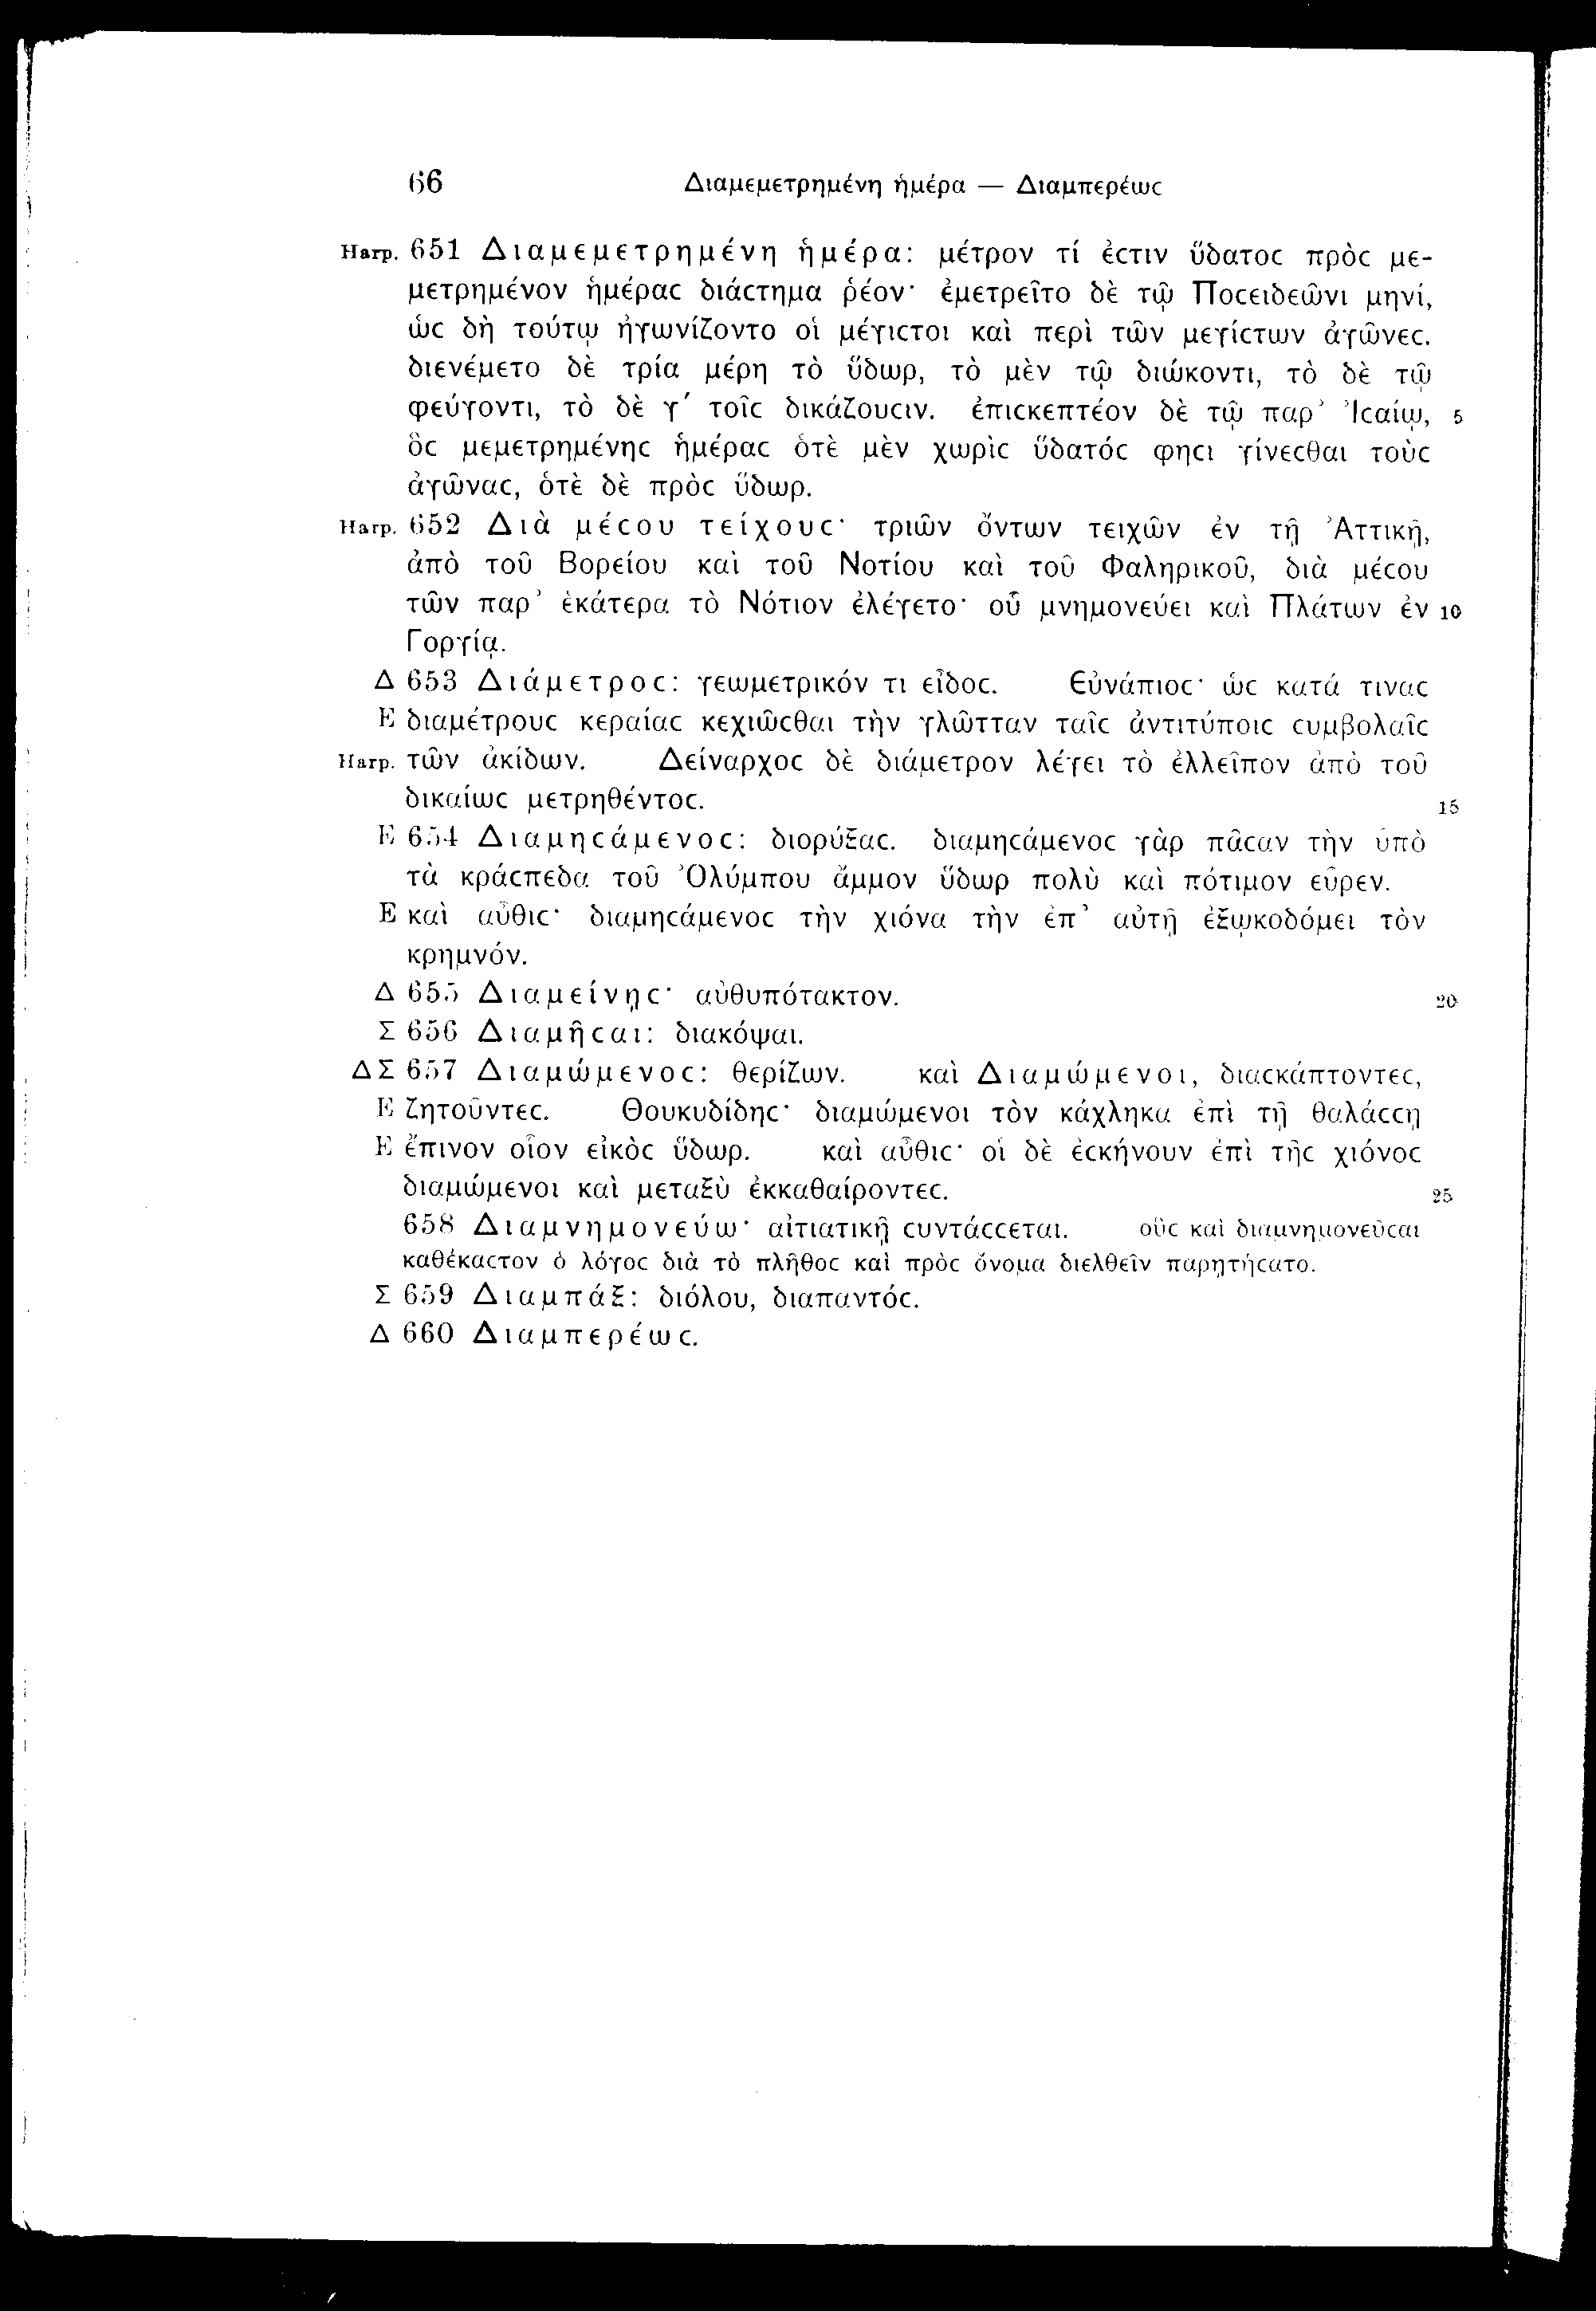 66 Διαμεμετρημένη ἡμέρα — Διαμπερέωϲ
Harp. 651 Διαμεμετρημένη ἡμέρα: μέτρον τί ἐϲτιν ὕδατοϲ πρὸϲ με-
μετρημένον ἡμέραϲ διάϲτημα ῥέον· ἐμετρεῖτο δὲ τῷ Ποϲειδεῶνι μηνί,
ὡϲ δὴ τούτῳ ἠγωνίζοντο οἱ μέγιϲτοι καὶ περὶ τῶν μεγίϲτων ἀγῶνεϲ.
διενέμετο δὲ τρία μέρη τὸ ὕδωρ, τὸ μὲν τῷ διώκοντι, τὸ δὲ τῷ
φεύγοντι, τὸ δὲ γ΄ τοῖϲ δικάζουϲιν. ἐπιϲκεπτέον δὲ τῷ παρ’ Ἰϲαίῳ, 5
ὃϲ μεμετρημένηϲ ἡμέραϲ ὁτὲ μὲν χωρὶϲ ὕδατόϲ φηϲι γίνεϲθαι τοὺϲ
ἀγῶναϲ, ὁτὲ δὲ πρὸϲ ὕδωρ.
Harp. 652 Διὰ μέϲου τείχουϲ· τριῶν ὄντων τειχῶν ἐν τῇ Ἀττικῇ,
ἀπὸ τοῦ Βορείου καὶ τοῦ Νοτίου καὶ τοῦ Φαληρικοῦ, διὰ μέϲου
τῶν παρ’ ἑκάτερα τὸ Νότιον ἐλέγετο· οὗ μνημονεύει καὶ Πλάτων ἐν 10
Γοργίᾳ.
Δ 653 Διάμετροϲ: γεωμετρικόν τι εἶδοϲ. Εὐνάπιοϲ· ὡϲ κατά τιναϲ
E διαμέτρουϲ κεραίαϲ κεχιῶϲθαι τὴν γλῶτταν ταῖϲ ἀντιτύποιϲ ϲυμβολαῖϲ
Harp. τῶν ἀκίδων. Δείναρχοϲ δὲ διάμετρον λέγει τὸ ἐλλεῖπον ἀπὸ τοῦ
δικαίωϲ μετρηθέντοϲ. 15
E 654 Διαμηϲάμενοϲ: διορύξαϲ. διαμηϲάμενοϲ γὰρ πᾶϲαν τὴν ὑπὸ
τὰ κράϲπεδα τοῦ Ὀλύμπου ἄμμον ὕδωρ πολὺ καὶ πότιμον εὗρεν.
E καὶ αὖθιϲ· διαμηϲάμενοϲ τὴν χιόνα τὴν ἐπ’ αὐτῇ ἐξῳκοδόμει τὸν
κρημνόν.
Δ 655 Διαμείνῃϲ· αὐθυπότακτον. 20
Σ 656 Διαμῆϲαι: διακόψαι.
ΔΣ 657 Διαμώμενοϲ: θερίζων. καὶ Διαμώμενοι, διαϲκάπτοντεϲ,
E ζητοῦντεϲ. Θουκυδίδηϲ· διαμώμενοι τὸν κάχληκα ἐπὶ τῇ θαλάϲϲῃ
E ἔπινον οἷον εἰκὸϲ ὕδωρ. καὶ αὖθιϲ· οἱ δὲ ἐϲκήνουν ἐπὶ τῆϲ χιόνοϲ
διαμώμενοι καὶ μεταξὺ ἐκκαθαίροντεϲ. 25
658 Διαμνημονεύω· αἰτιατικῇ ϲυντάϲϲεται. οὓϲ καὶ διαμνημονεῦϲαι
καθέκαϲτον ὁ λόγοϲ διὰ τὸ πλῆθοϲ καὶ πρὸϲ ὄνομα διελθεῖν παρῃτήϲατο.
Σ 659 Διαμπάξ: διόλου, διαπαντόϲ.
Δ 660 Διαμπερέωϲ.